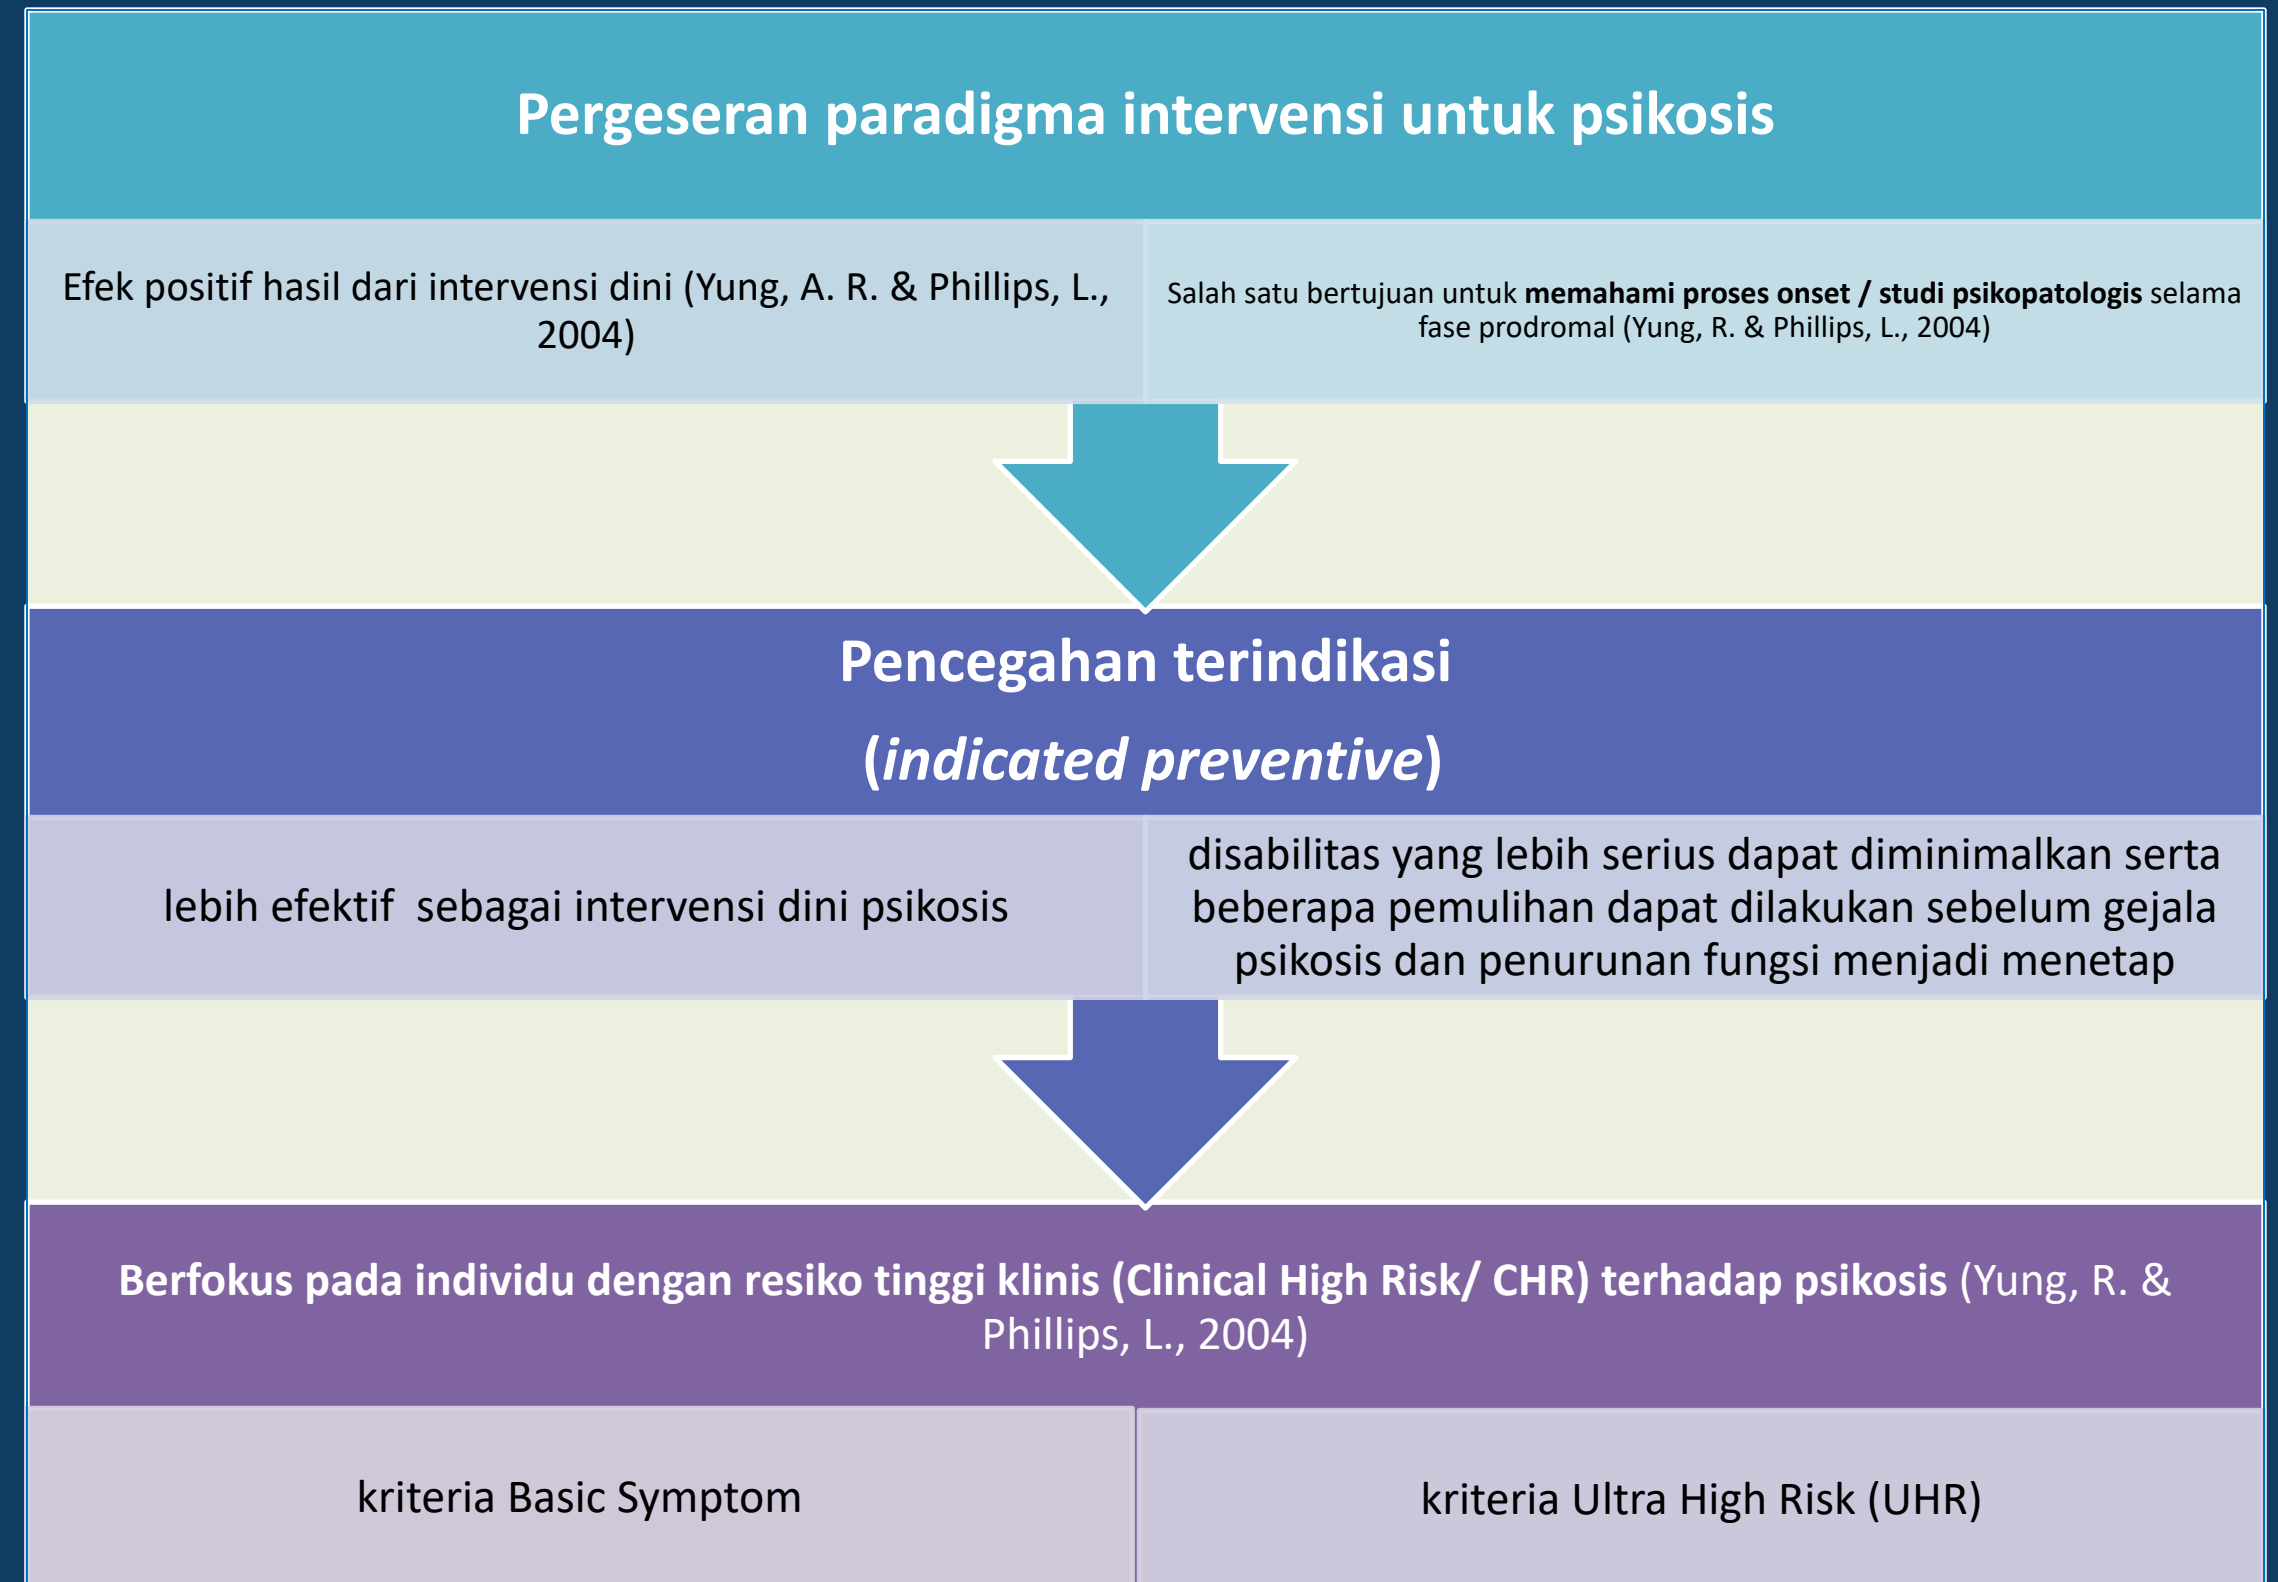 Pergeseran paradigma intervensi untuk psikosis
Efek positif hasil dari intervensi dini (Yung, A. R. & Phillips, L.,
2004)
Salah satu bertujuan untuk memahami proses onset / studi psikopatologis selama
fase prodromal (Yung, R. & Phillips, L., 2004)
Pencegahan terindikasi
(indicated preventive)
lebih efektif  sebagai intervensi dini psikosis
disabilitas yang lebih serius dapat diminimalkan serta
beberapa pemulihan dapat dilakukan sebelum gejala
psikosis dan penurunan fungsi menjadi menetap
Berfokus pada individu dengan resiko tinggi klinis (Clinical High Risk/ CHR) terhadap psikosis (Yung, R. &
Phillips, L., 2004)
kriteria Basic Symptom
kriteria Ultra High Risk (UHR)